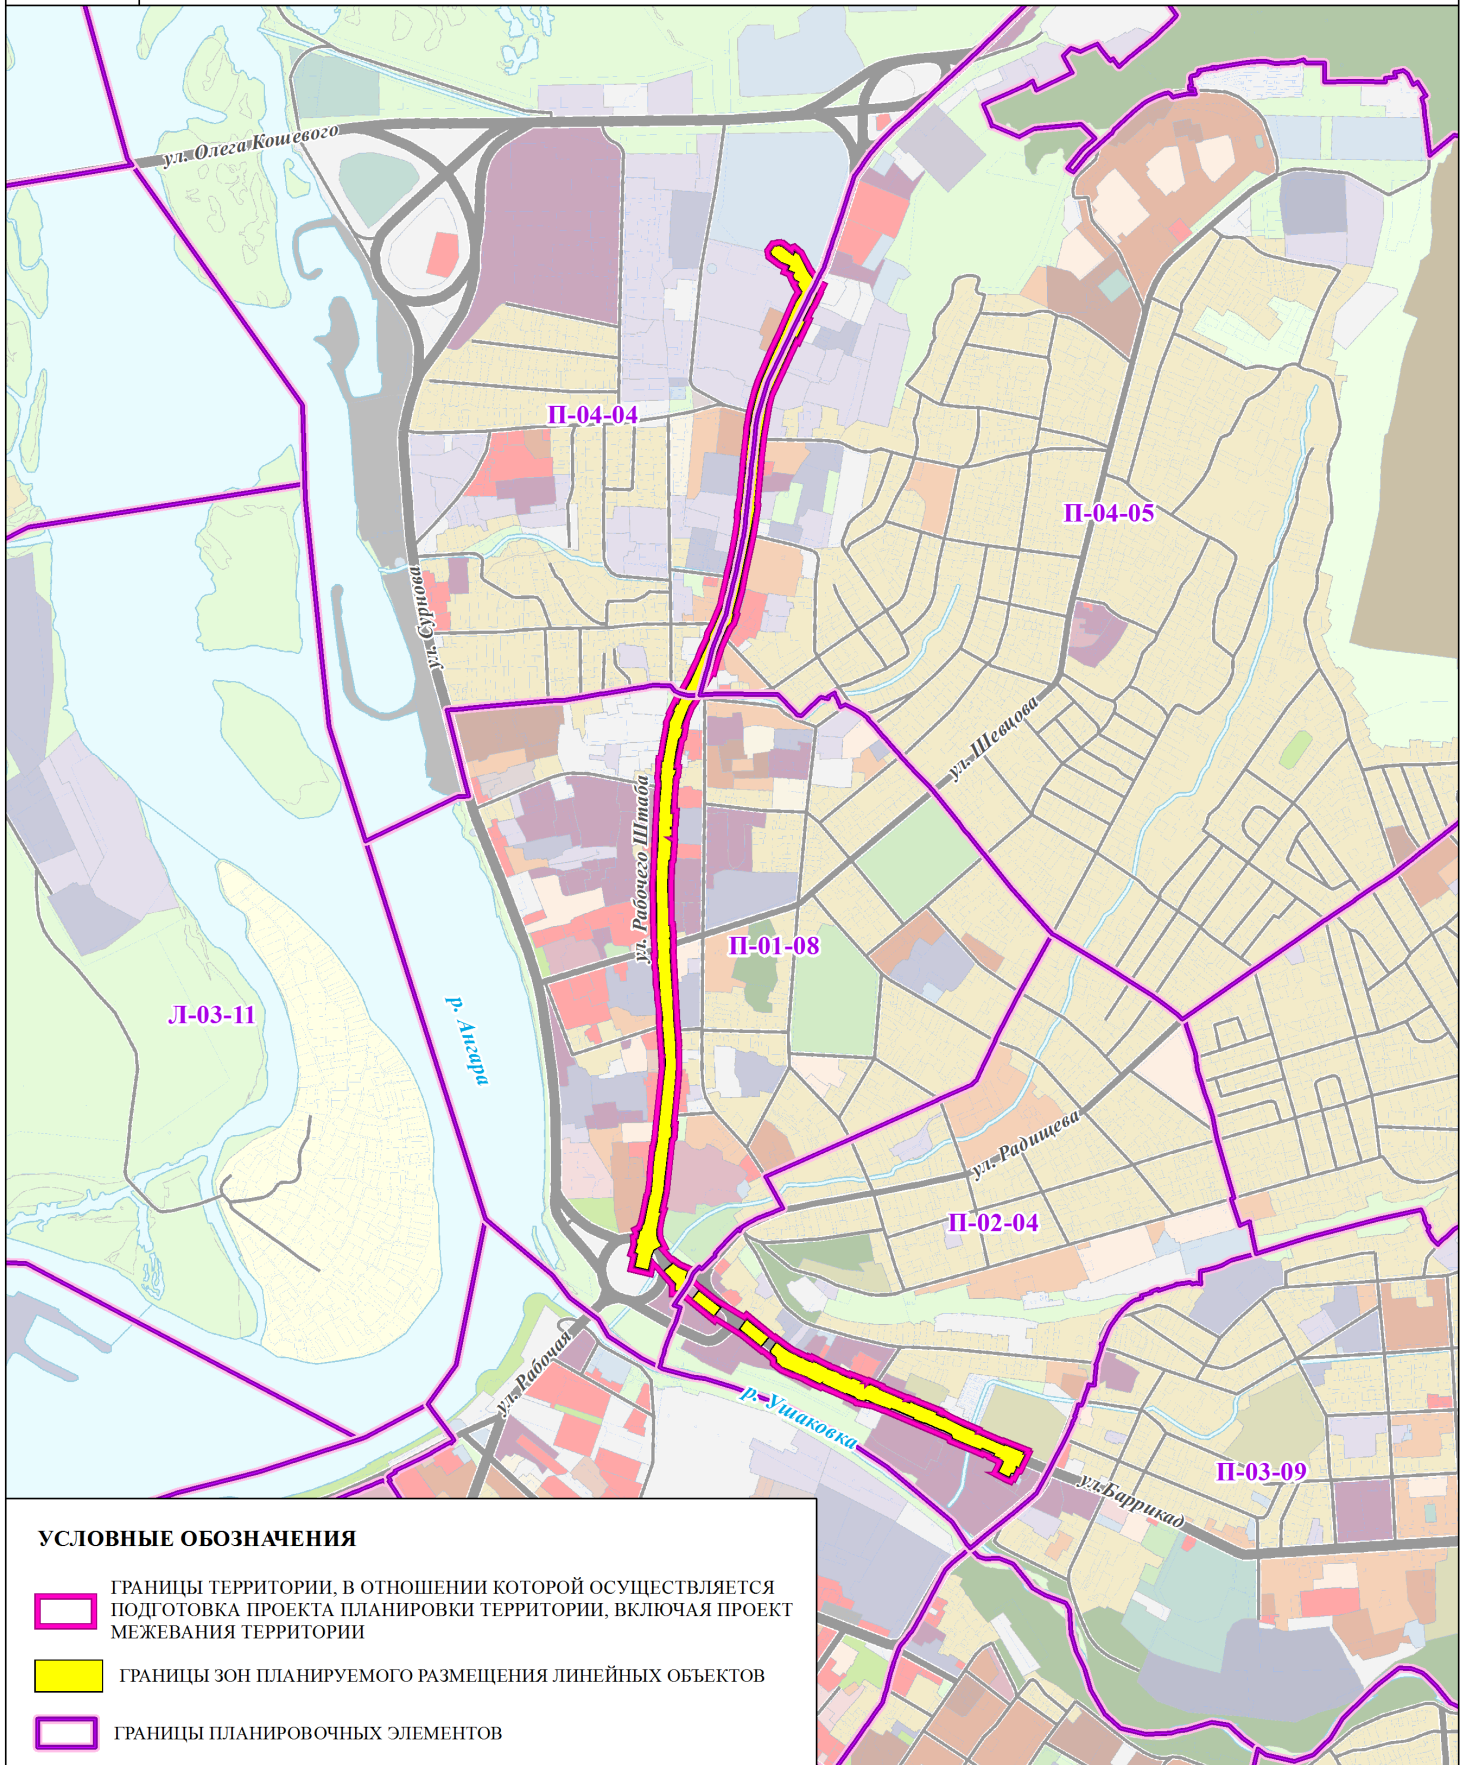 ул. Олега Кошевого
П-04-04
П-04-05
ул. Сурнова
ул. Шевцова
ул. Рабочего Штаба
П-01-08
Л-03-11
р. Ангара
ул. Радищева
П-02-04
ул. Рабочая
р. Ушаковка
П-03-09
ул.Баррикад
УСЛОВНЫЕ ОБОЗНАЧЕНИЯ
ГРАНИЦЫ ТЕРРИТОРИИ, В ОТНОШЕНИИ КОТОРОЙ ОСУЩЕСТВЛЯЕТСЯ
ПОДГОТОВКА ПРОЕКТА ПЛАНИРОВКИ ТЕРРИТОРИИ, ВКЛЮЧАЯ ПРОЕКТ
МЕЖЕВАНИЯ ТЕРРИТОРИИ
ГРАНИЦЫ ЗОН ПЛАНИРУЕМОГО РАЗМЕЩЕНИЯ ЛИНЕЙНЫХ ОБЪЕКТОВ
ГРАНИЦЫ ПЛАНИРОВОЧНЫХ ЭЛЕМЕНТОВ